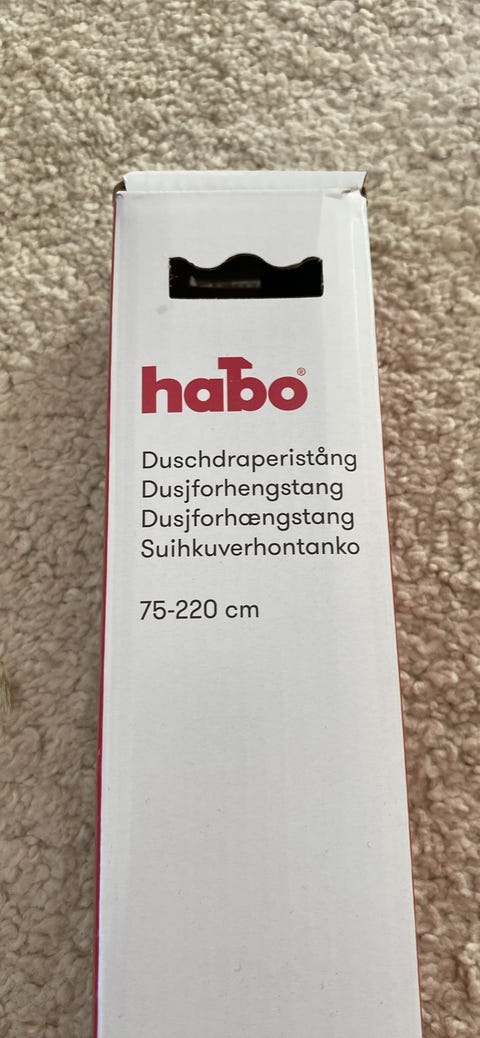 habo®
Duschdraperistång
Dusjforhengstang
Dusjforhængstang
Suihkuverhontanko
75-220 cm